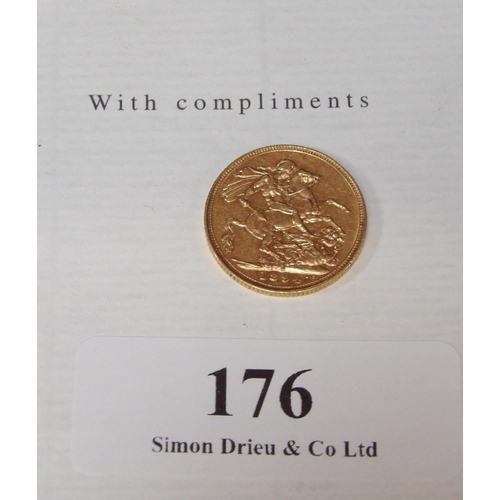 With compliments
176
Simon Drieu & Co Ltd